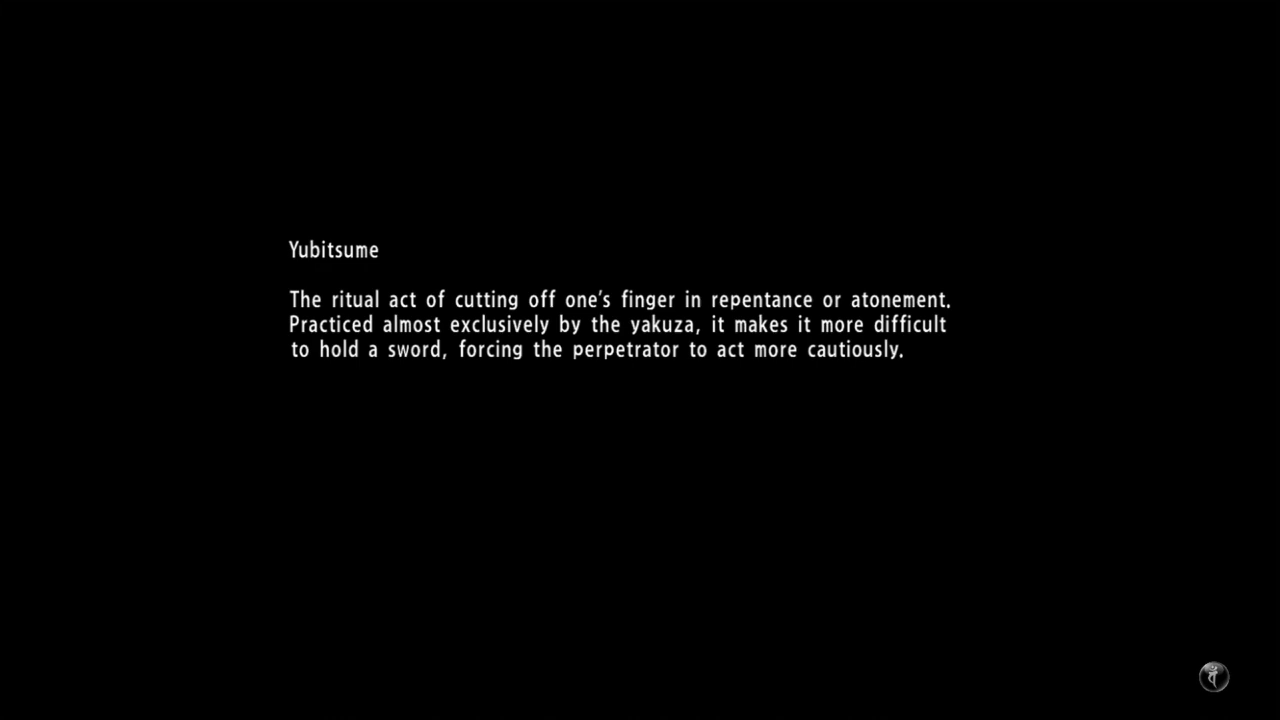 Yubitsume
The ritual act of cutting off one's finger in repentance or atonement.
Practiced almost exclusively by the yakuza, it makes it more difficult
to hold a sword, forcing the perpetrator to act more cautiously.